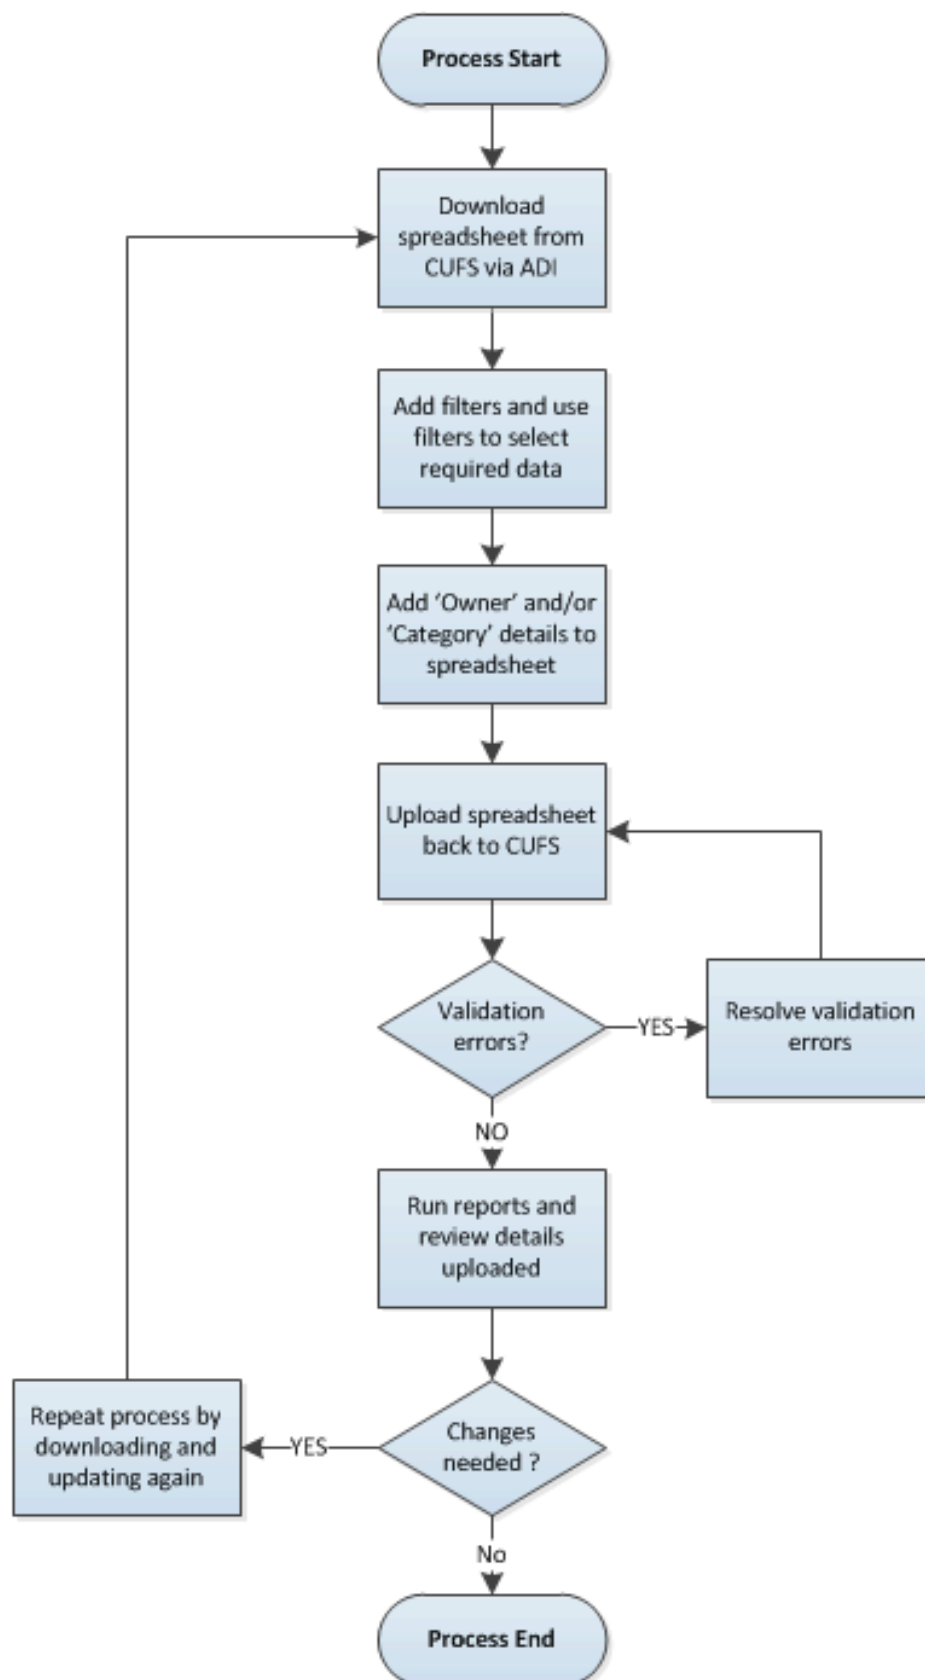 Process Start
Download
spreadsheet from
CUFS via ADI
Add filters and use
filters to select
required data
Add ‘Owner’ and/or
‘Category’ details to
spreadsheet
Upload spreadsheet
back to CUFS
Validation
errors?
YES
Resolve validation
errors
NO
Run reports and
review details
uploaded
Changes
needed ?
YES
Repeat process by
downloading and
updating again
No
Process End